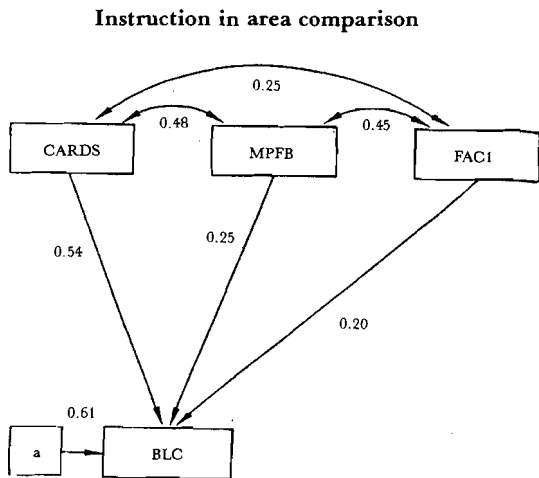 Instruction in area comparison
0.25
0.48
0.45
CARDS
MPFB
FAC1
0.54
0.25
0.20
0.61
a
BLC